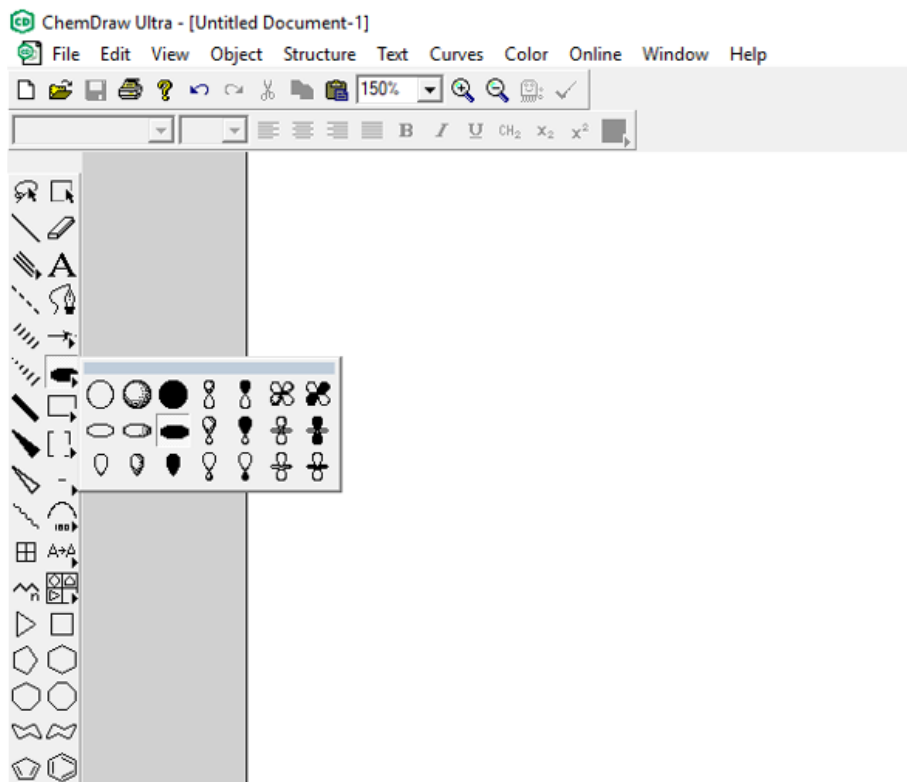 ChemDraw Ultra - [Untitled Document-1]
File Edit View Object Structure Text Curves Color Online Window Help
150%
B I U CH₂ X₂ X²
A
180
A→A
n